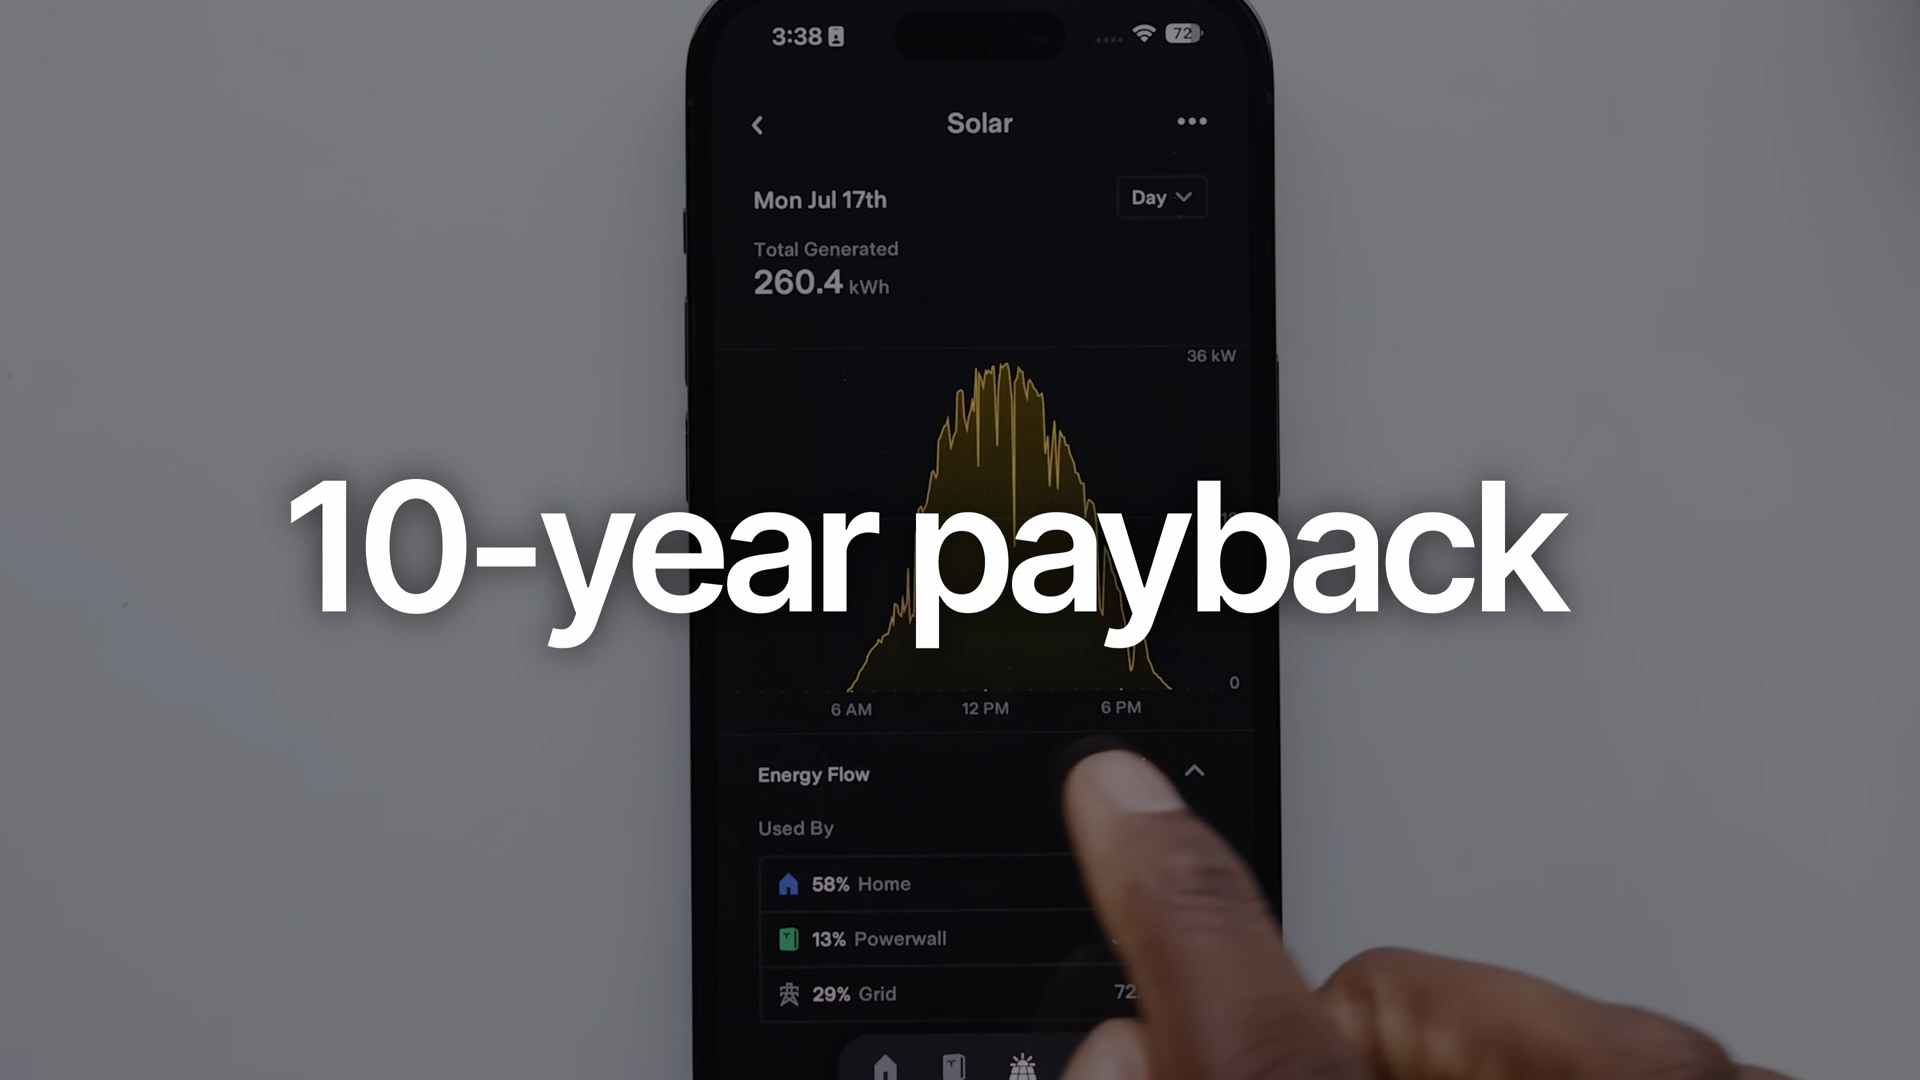 3:38
72
Solar
Mon Jul 17th
Day
Total Generated
260.4 kWh
36 kW
10-year payback
0
6 AM 12 PM 6 PM
Energy Flow
Used By
58% Home
13% Powerwall
29% Grid
72.